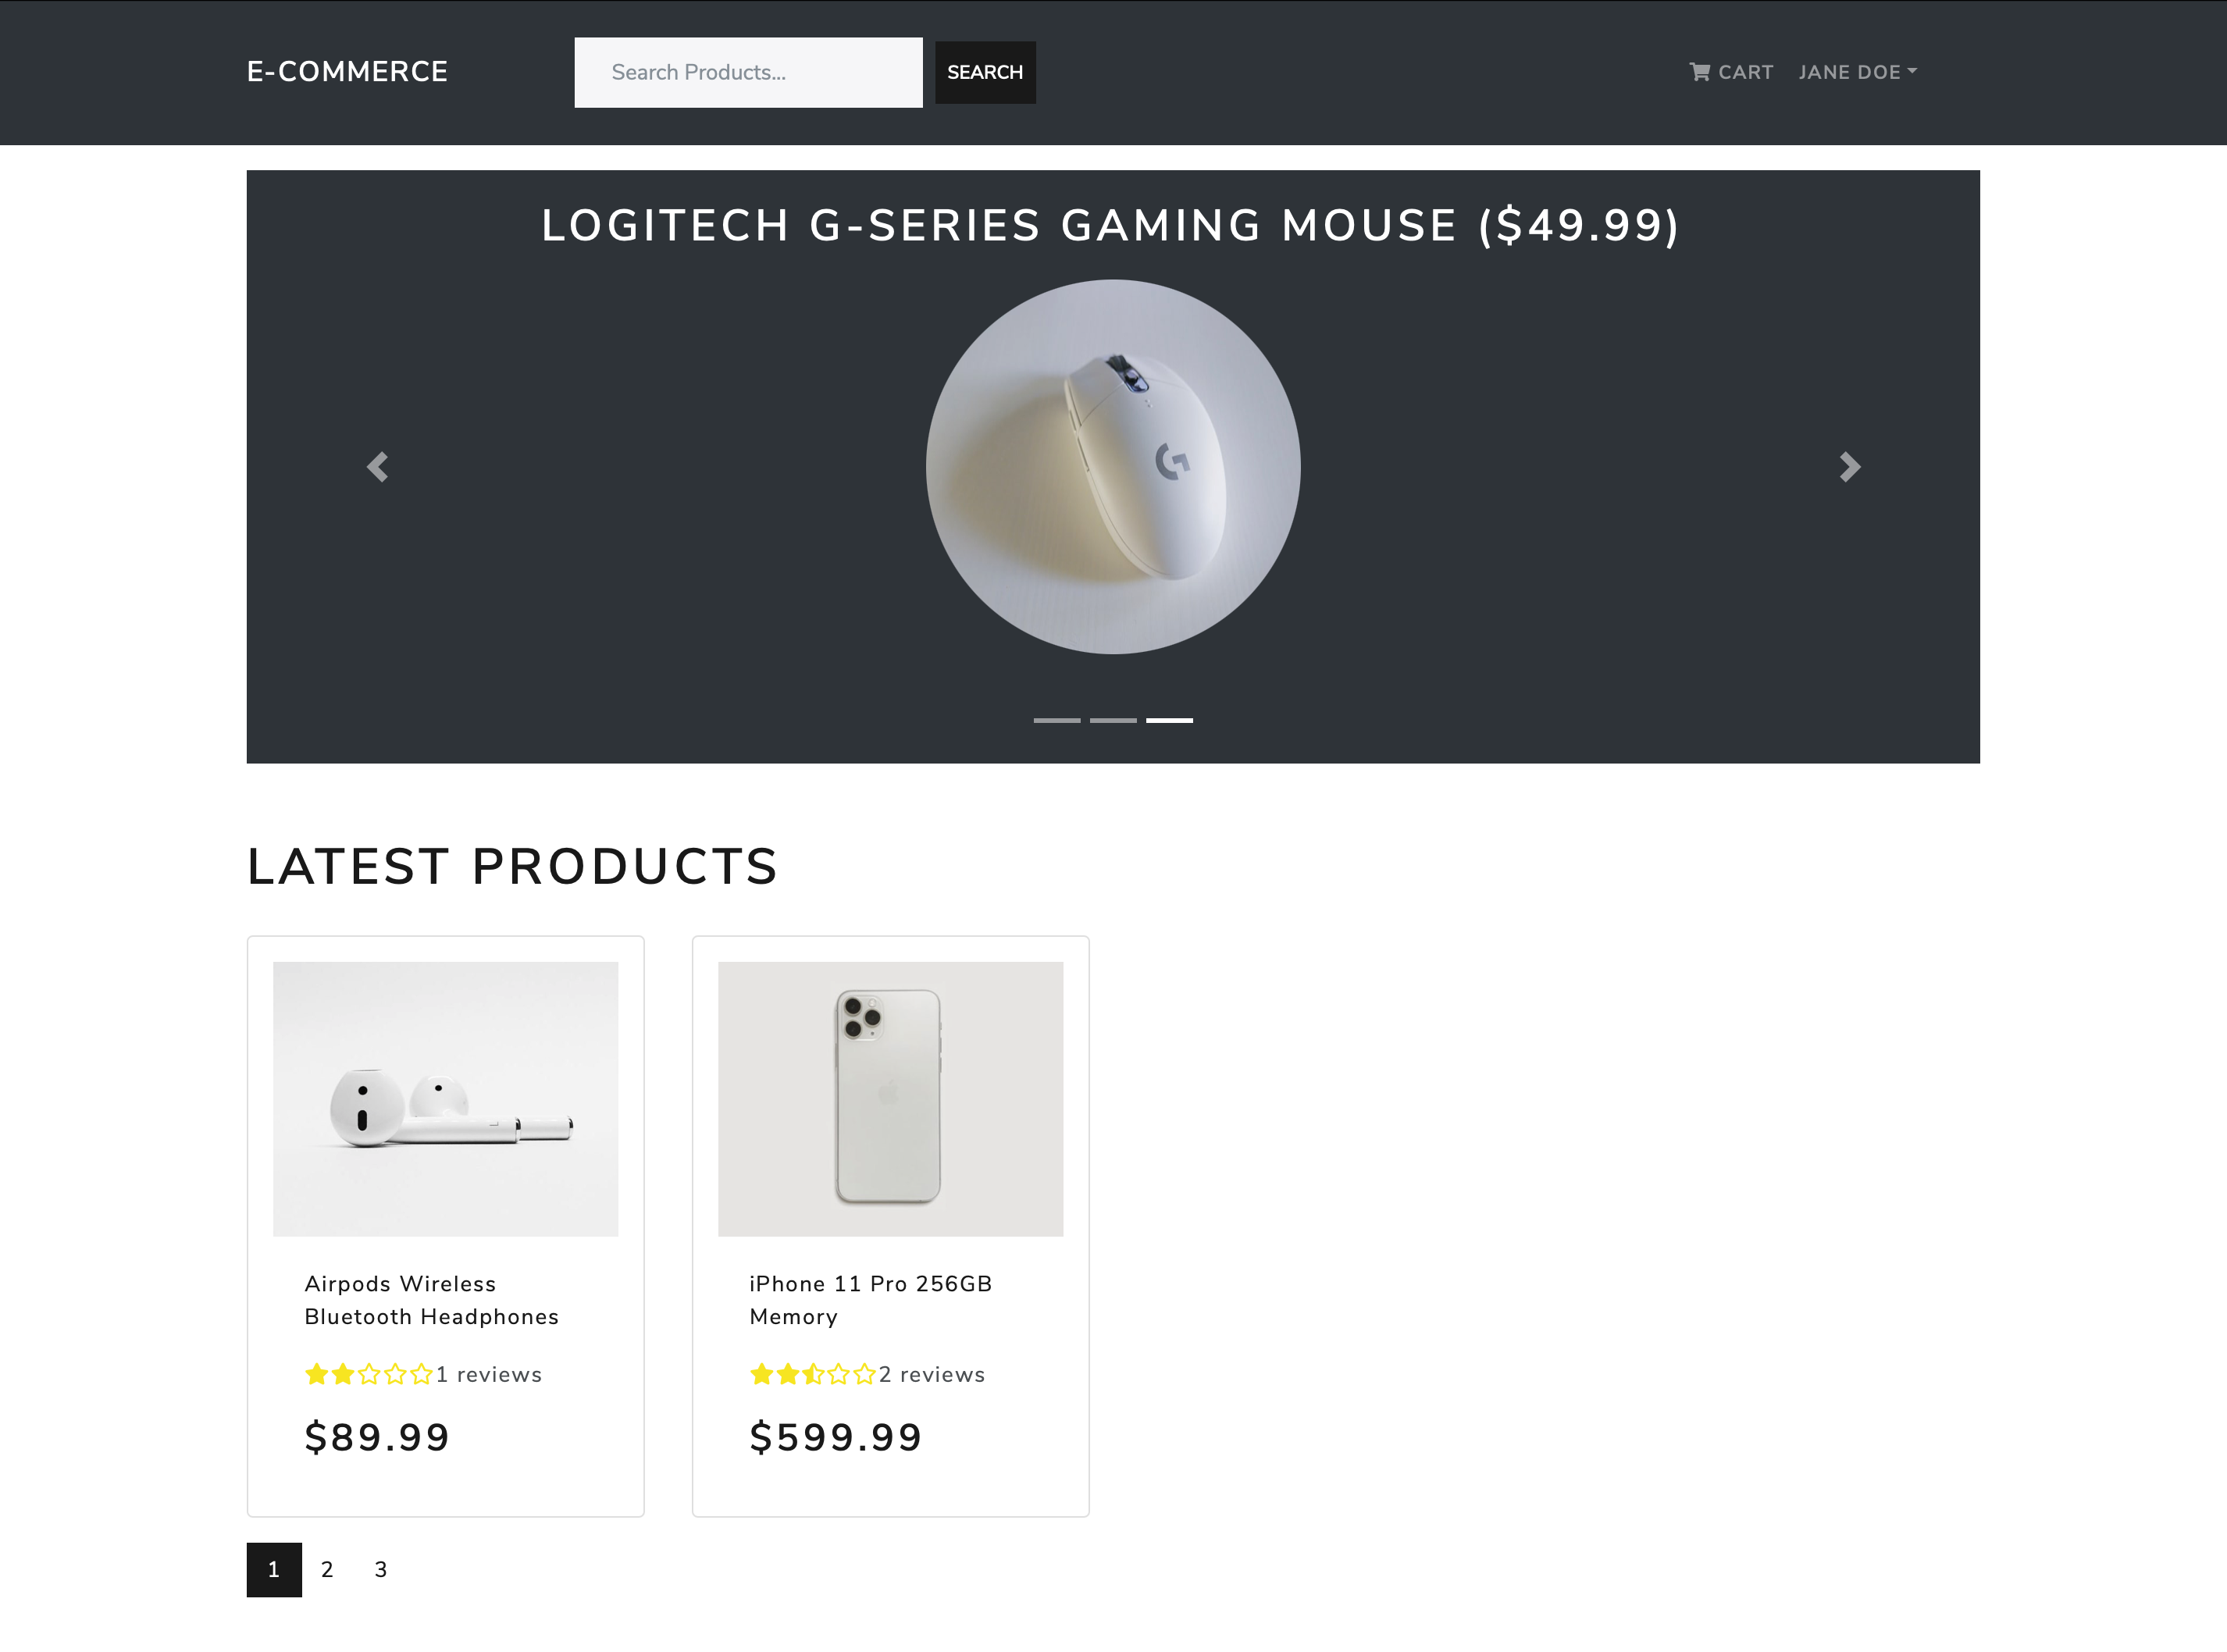 E-COMMERCE
Search Products...
SEARCH
CART
JANE DOE
LOGITECH G-SERIES GAMING MOUSE ($49.99)
G
LATEST PRODUCTS
L
Airpods Wireless
Bluetooth Headphones
1 reviews
$89.99
iPhone 11 Pro 256GB
Memory
2 reviews
$599.99
1 2 3